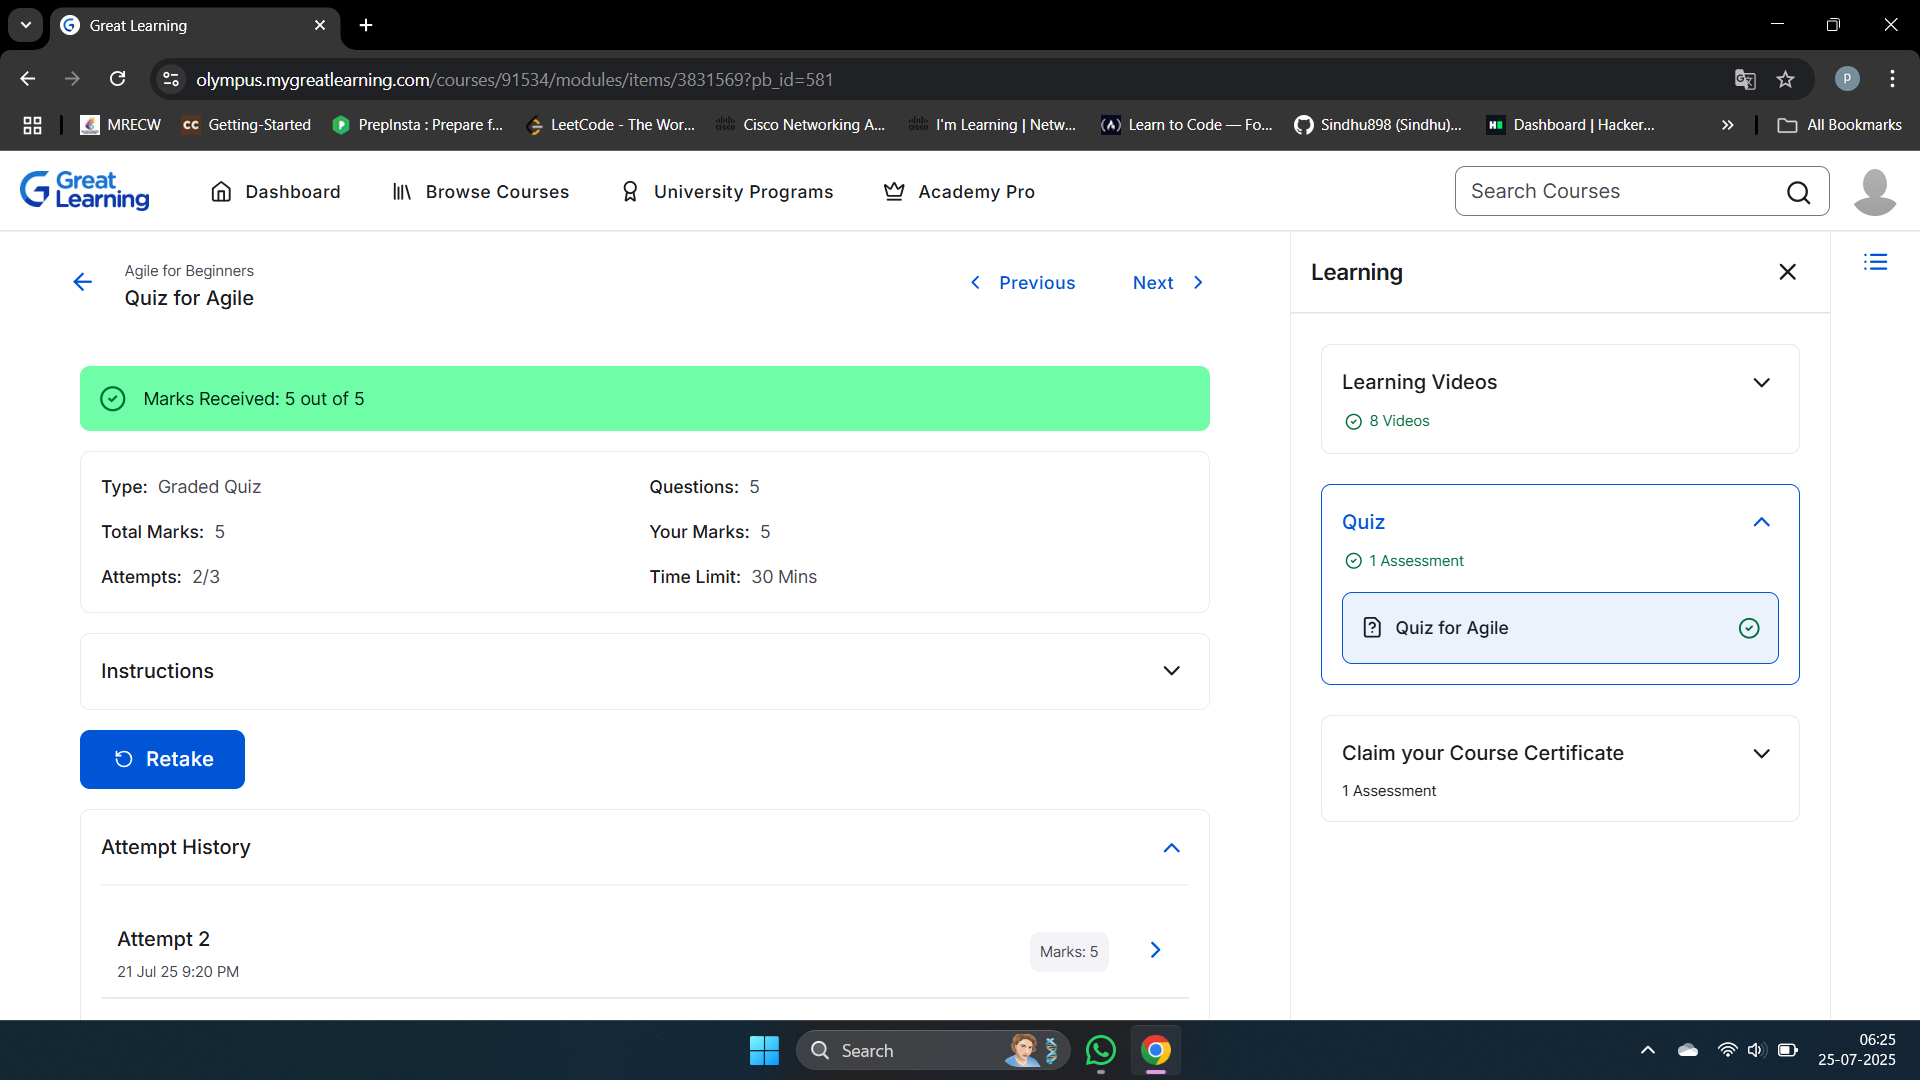 Great Learning
olympus.mygreatlearning.com/courses/91534/modules/items/3831569?pb_id=581
P
MRECW
CC Getting-Started
PrepInsta : Prepare f...
LeetCode - The Wor...
Cisco Networking A...
I'm Learning | Netw...
Learn to Code — Fo...
Sindhu898 (Sindhu)...
Dashboard | Hacker...
All Bookmarks
Great Learning
Dashboard
Browse Courses
University Programs
Academy Pro
Search Courses
Agile for Beginners
Quiz for Agile
Previous
Next
Marks Received: 5 out of 5
Type: Graded Quiz
Questions: 5
Total Marks: 5
Your Marks: 5
Attempts: 2/3
Time Limit: 30 Mins
Instructions
Retake
Attempt History
Attempt 2
21 Jul 25 9:20 PM
Marks: 5
Learning
Learning Videos
8 Videos
Quiz
1 Assessment
Quiz for Agile
Claim your Course Certificate
1 Assessment
Search
06:25
25-07-2025